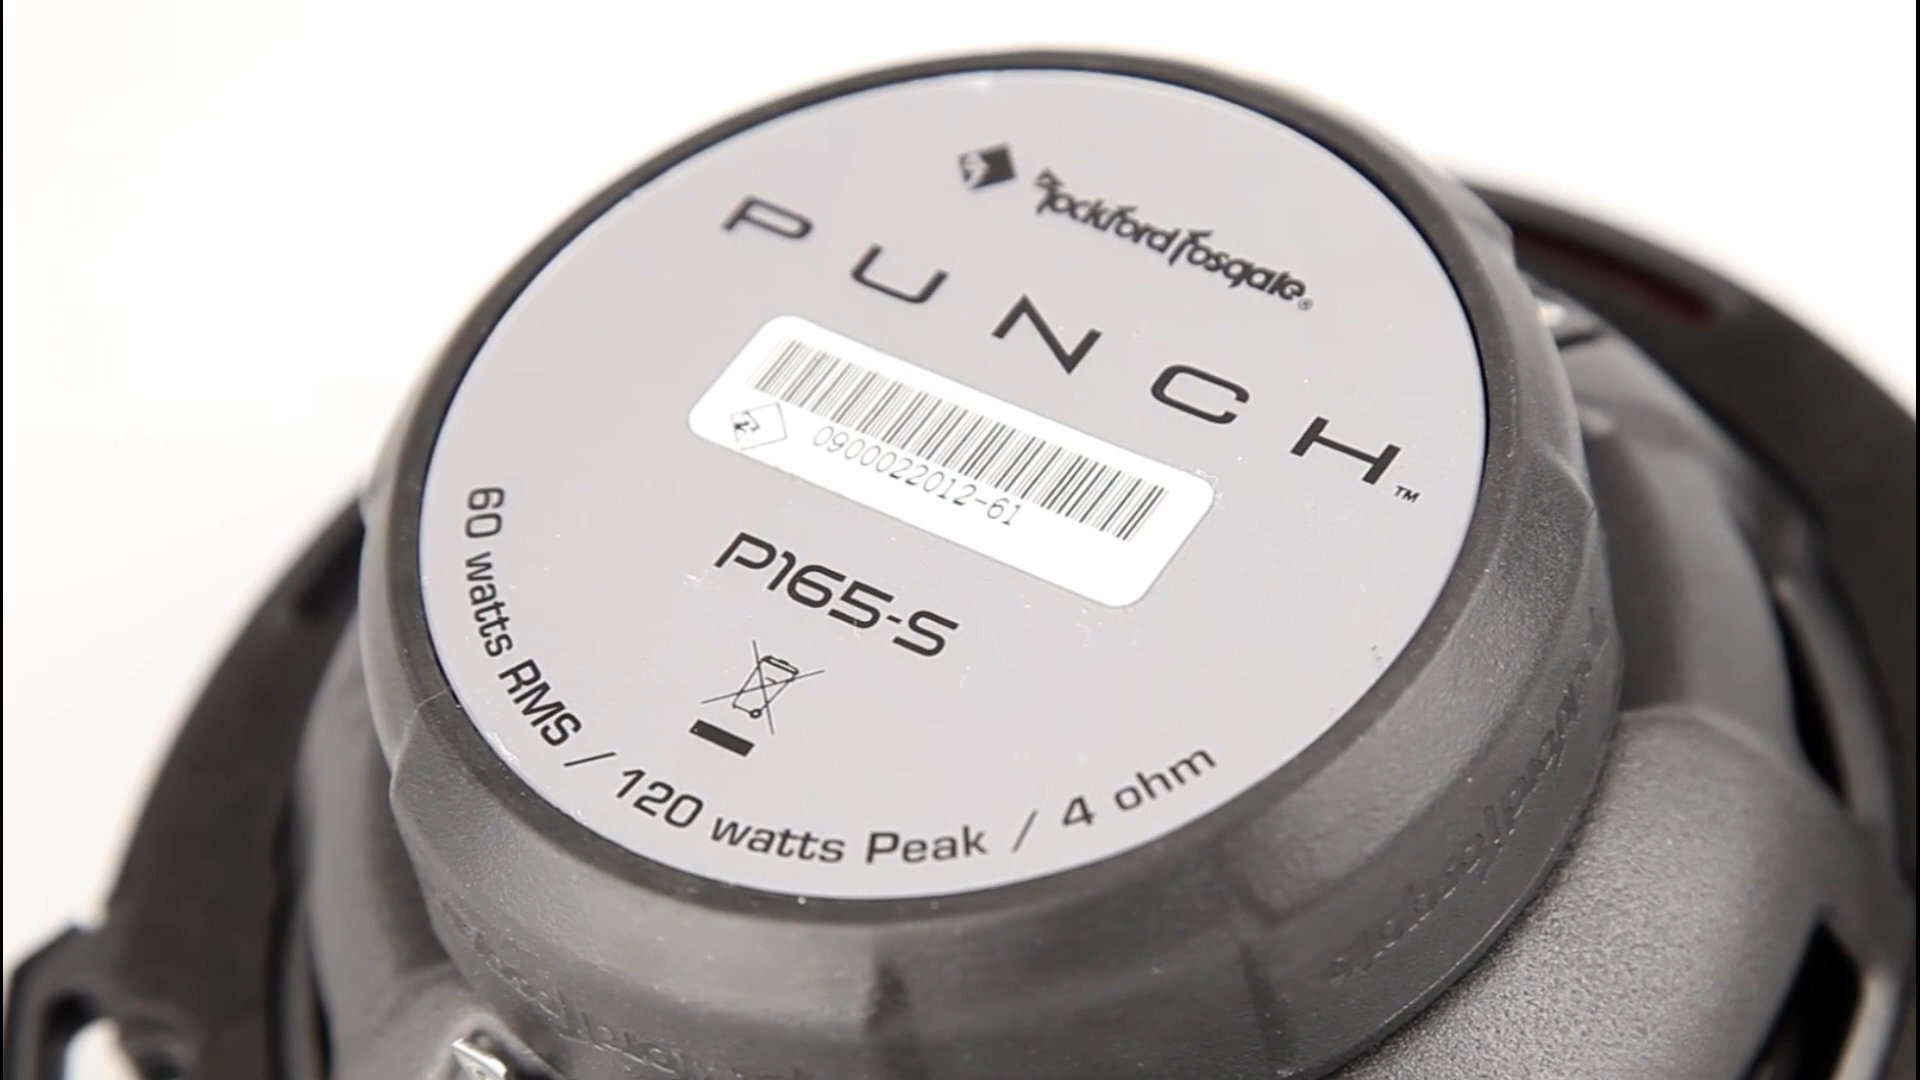 Rockford Fosgate®
PUNCH™
0900022012-61
P165-S
60 watts RMS / 120 watts Peak / 4 ohm